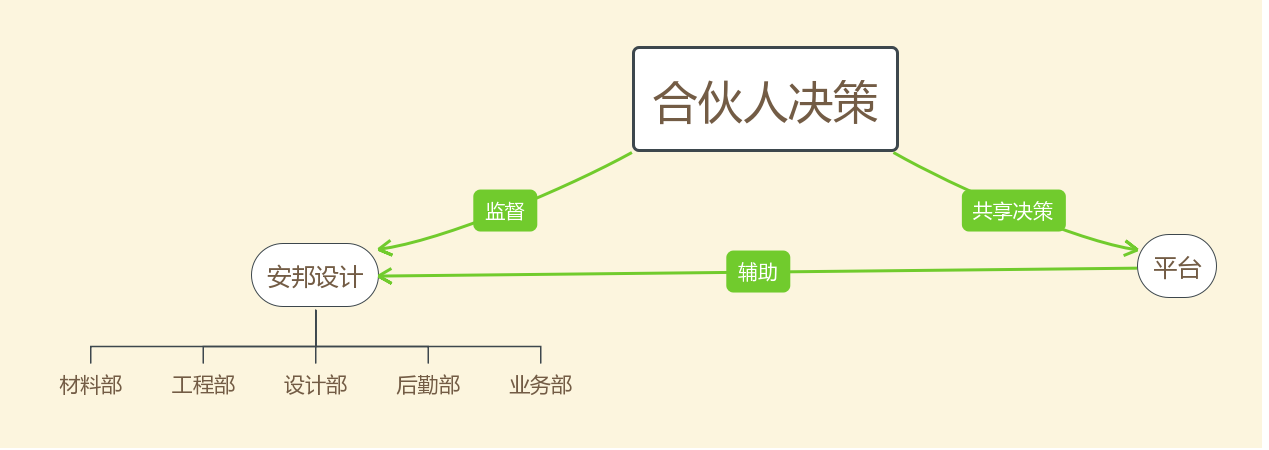 合伙人决策
监督
共享决策
辅助
安邦设计
平台
材料部
工程部
设计部
后勤部
业务部